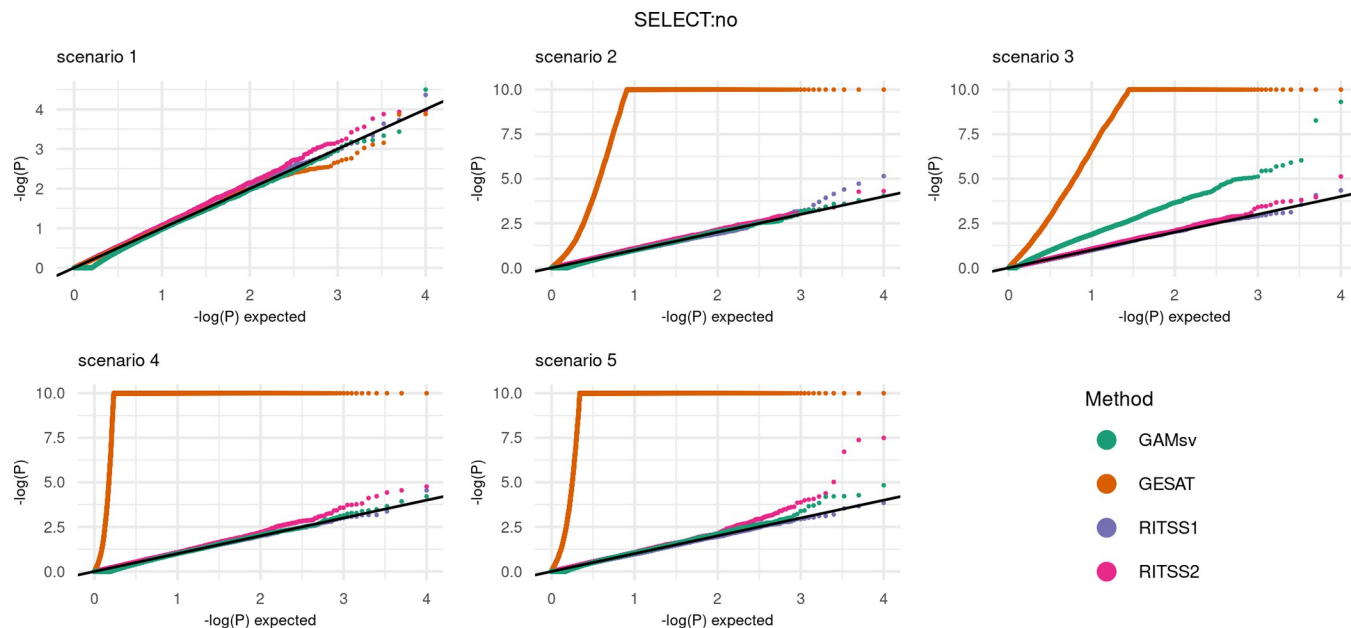 SELECT:no
scenario 1
-log(P)
4
3
2
1
0
0 1 2 3 4
-log(P) expected
scenario 2
-log(P)
10.0
7.5
5.0
2.5
0.0
0 1 2 3 4
-log(P) expected
scenario 3
-log(P)
10.0
7.5
5.0
2.5
0.0
0 1 2 3 4
-log(P) expected
scenario 4
-log(P)
10.0
7.5
5.0
2.5
0.0
0 1 2 3 4
-log(P) expected
scenario 5
-log(P)
10.0
7.5
5.0
2.5
0.0
0 1 2 3 4
-log(P) expected
Method
GAMsv
GESAT
RITSS1
RITSS2